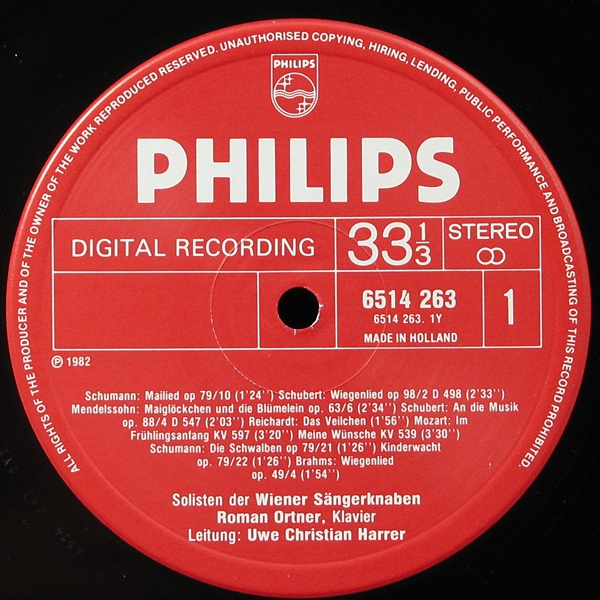 ALL RIGHTS OF THE PRODUCER AND OF THE OWNER OF THE WORK REPRODUCED RESERVED. UNAUTHORISED COPYING, HIRING, LENDING, PUBLIC PERFORMANCE AND BROADCASTING OF THIS RECORD PROHIBITED.
PHILIPS
PHILIPS
DIGITAL RECORDING
33 1/3
STEREO
6514 263
6514 263. 1Y
MADE IN HOLLAND
1
℗ 1982
Schumann: Mailied op 79/10 (1'24'') Schubert: Wiegenlied op 98/2 D 498 (2'33'')
Mendelssohn: Maiglöckchen und die Blümelein op. 63/6 (2'34'') Schubert: An die Musik
op. 88/4 D 547 (2'03'') Reichardt: Das Veilchen (1'56'') Mozart: Im
Frühlingsanfang KV 597 (3'20'') Meine Wünsche KV 539 (3'30'')
Schumann: Die Schwalben op 79/21 (1'26'') Kinderwacht
op. 79/22 (1'26'') Brahms: Wiegenlied
op. 49/4 (1'54'')
Solisten der Wiener Sängerknaben
Roman Ortner, Klavier
Leitung: Uwe Christian Harrer